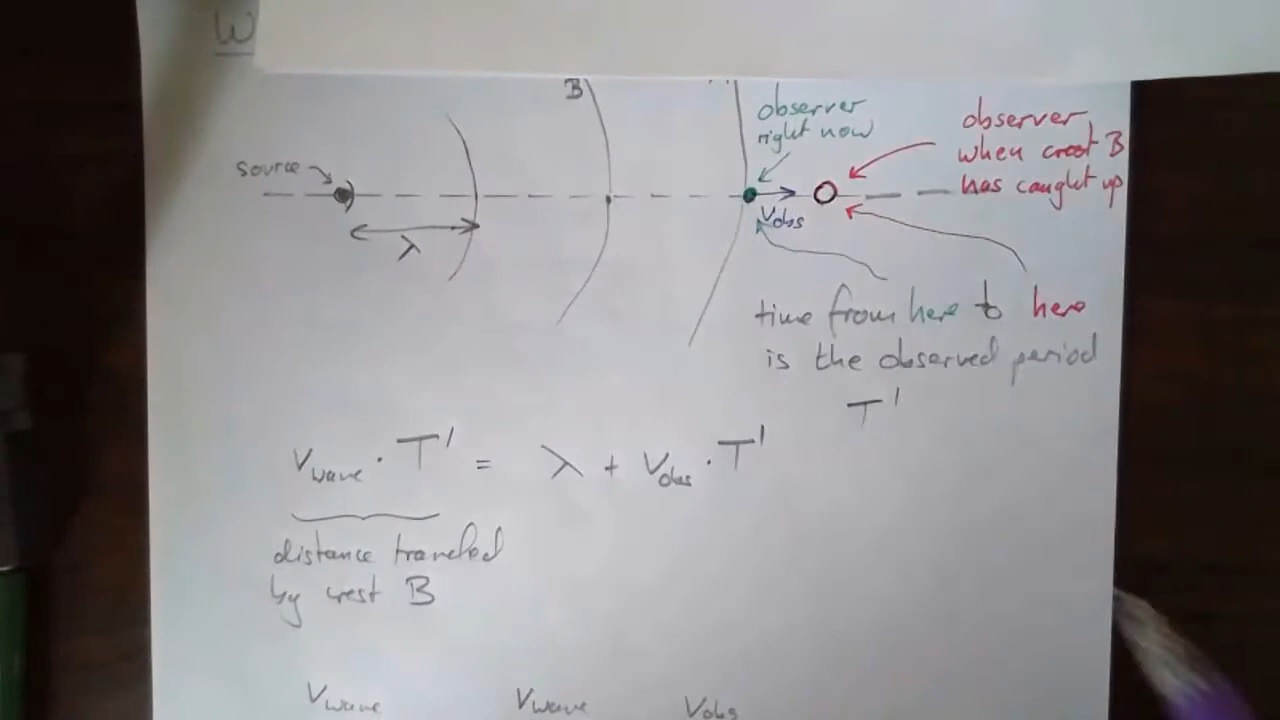 W
B
observer
right now
observer
when crest B
has caught up
source
Vobs
λ
time from here to here
is the observed period
T'
Vwave · T' = λ + Vobs · T'
distance traveled
by crest B
Vwave Vwave Vobs